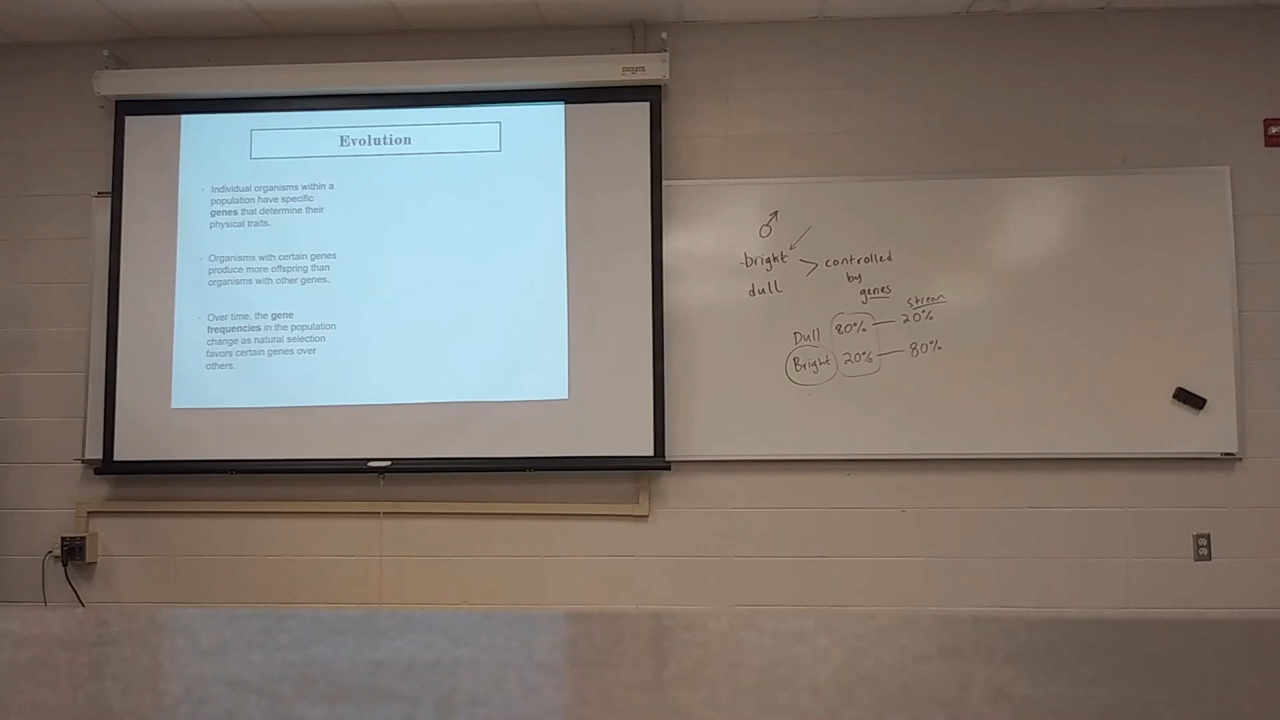 Evolution
Individual organisms within a
population have specific
genes that determine their
physical traits.
Organisms with certain genes
produce more offspring than
organisms with other genes.
Over time, the gene
frequencies in the population
change as natural selection
favors certain genes over
others.
bright
dull
controlled
by
genes
stream
Dull 80% — 20%
Bright 20% — 80%